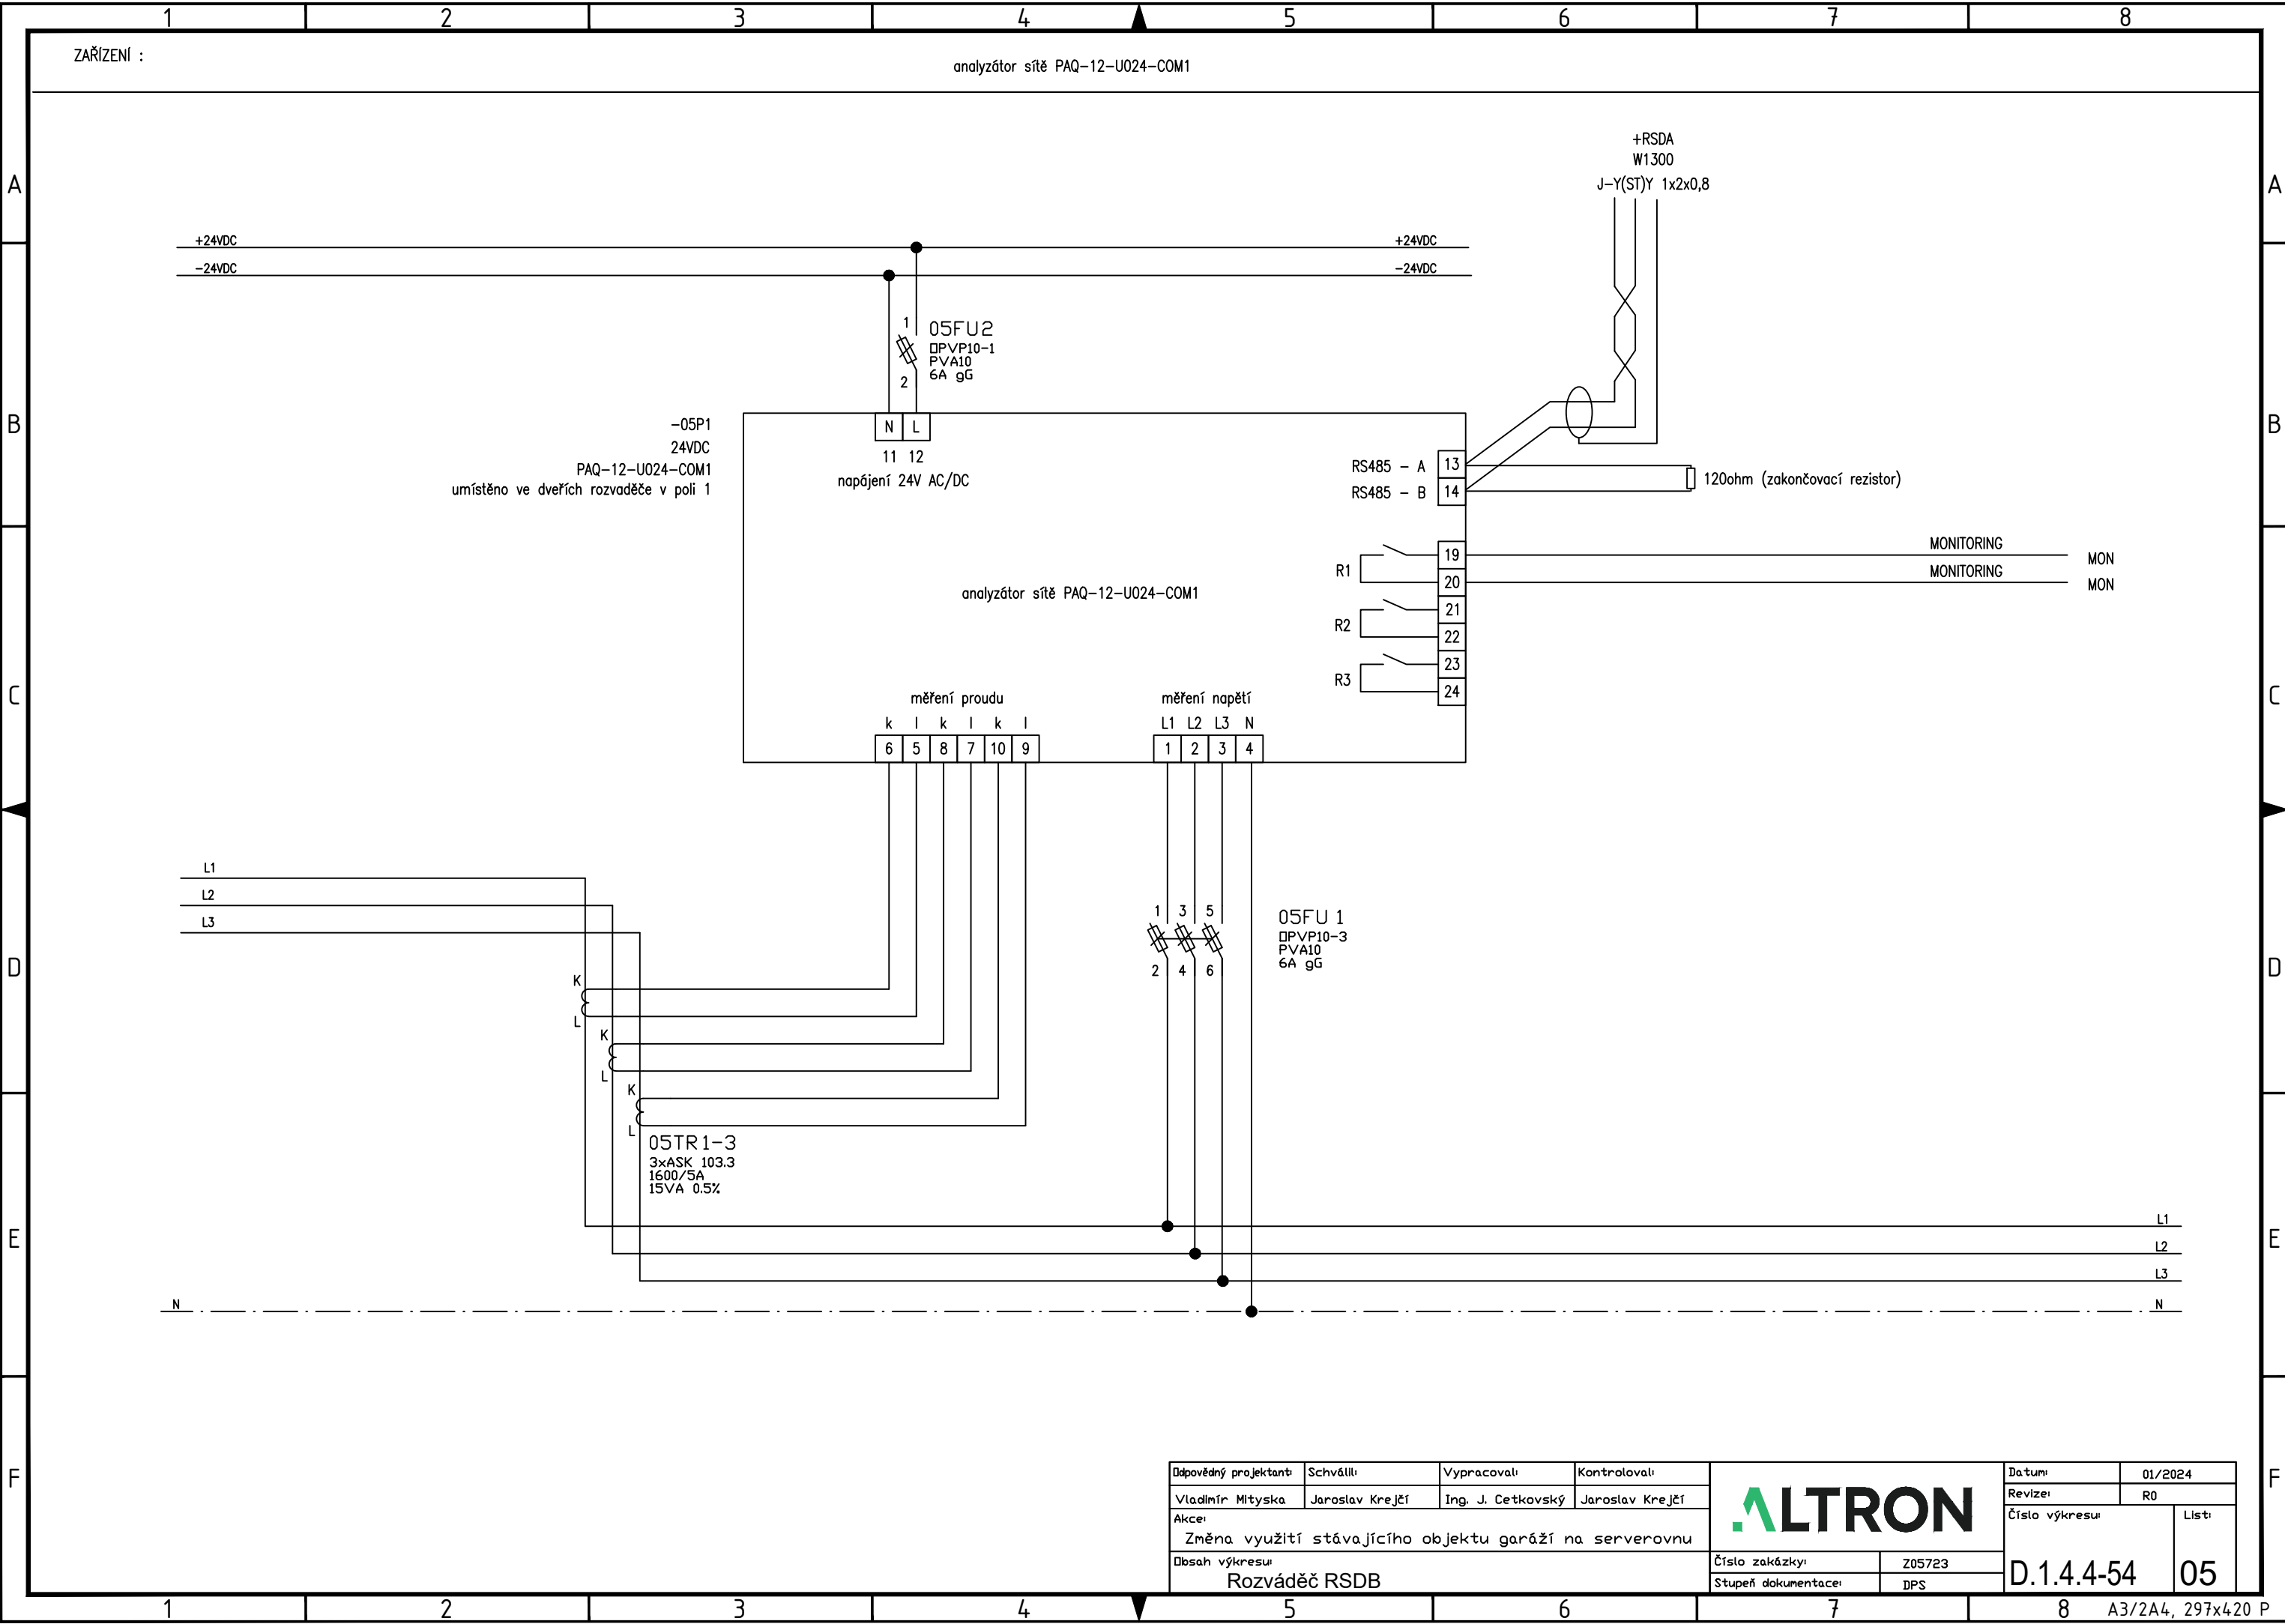 1 2 3 4 5 6 7 8
ZAŘÍZENÍ :
analyzátor sítě PAQ-12-U024-COM1
A
A
+RSDA
W1300
J-Y(ST)Y 1x2x0,8
+24VDC
+24VDC
-24VDC
-24VDC
1
05FU2
OPVP10-1
PVA10
6A gG
2
B
B
-05P1
24VDC
PAQ-12-U024-COM1
umístěno ve dveřích rozvaděče v poli 1
N L
11 12
napájení 24V AC/DC
RS485 - A 13
RS485 - B 14
120ohm (zakončovací rezistor)
R1
19
20
MONITORING
MON
MONITORING
MON
analyzátor sítě PAQ-12-U024-COM1
R2
21
22
R3
23
24
C
C
měření proudu
k l k l k l
6 5 8 7 10 9
měření napětí
L1 L2 L3 N
1 2 3 4
L1
L2
L3
1 3 5
05FU 1
OPVP10-3
PVA10
6A gG
2 4 6
D
D
K
L
K
L
K
L
05TR1-3
3xASK 103.3
1600/5A
15VA 0.5%
E
E
L1
L2
L3
N
N
F
F
Odpovědný projektant: Schválil: Vypracoval: Kontroloval:
Vladimír Mityska Jaroslav Krejčí Ing. J. Cetkovský Jaroslav Krejčí
Akce:
Změna využití stávajícího objektu garáží na serverovnu
Obsah výkresu:
Rozváděč RSDB
ALTRON
Číslo zakázky: Z05723
Stupeň dokumentace: DPS
Datum: 01/2024
Revize: R0
Číslo výkresu: List:
D.1.4.4-54 05
1 2 3 4 5 6 7 8
A3/2A4, 297x420 P